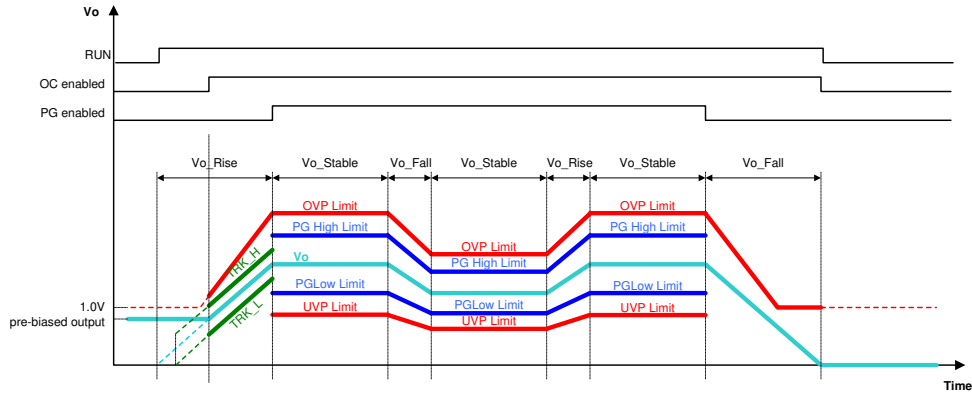 Vo
RUN
OC enabled
PG enabled
Vo_Rise Vo_Stable Vo_Fall Vo_Stable Vo_Rise Vo_Stable Vo_Fall
OVP Limit OVP Limit
PG High Limit PG High Limit
TRK_H Vo OVP Limit
PG High Limit
PGLow Limit PGLow Limit
1.0V TRK_L UVP Limit PGLow Limit UVP Limit
pre-biased output UVP Limit
Time